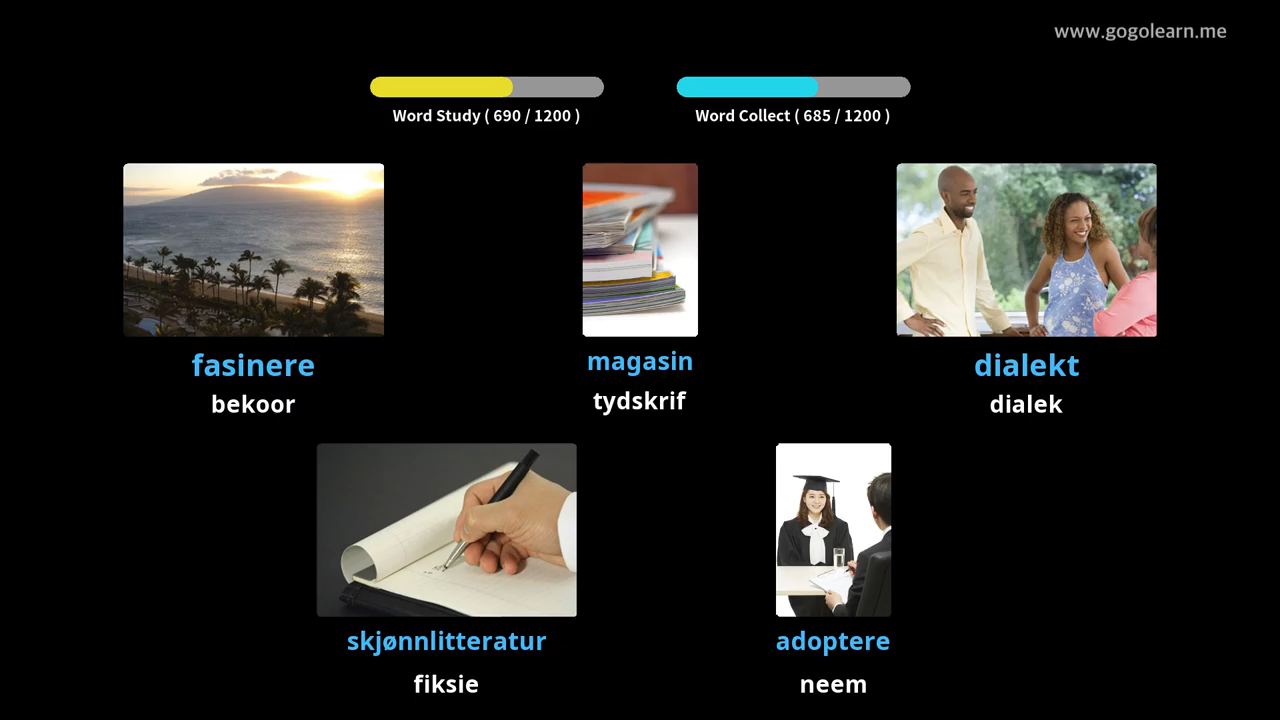 www.gogolearn.me
Word Study ( 690 / 1200 )
Word Collect ( 685 / 1200 )
fasinere
bekoor
magasin
tydskrif
dialekt
dialek
skjønnlitteratur
fiksie
adoptere
neem